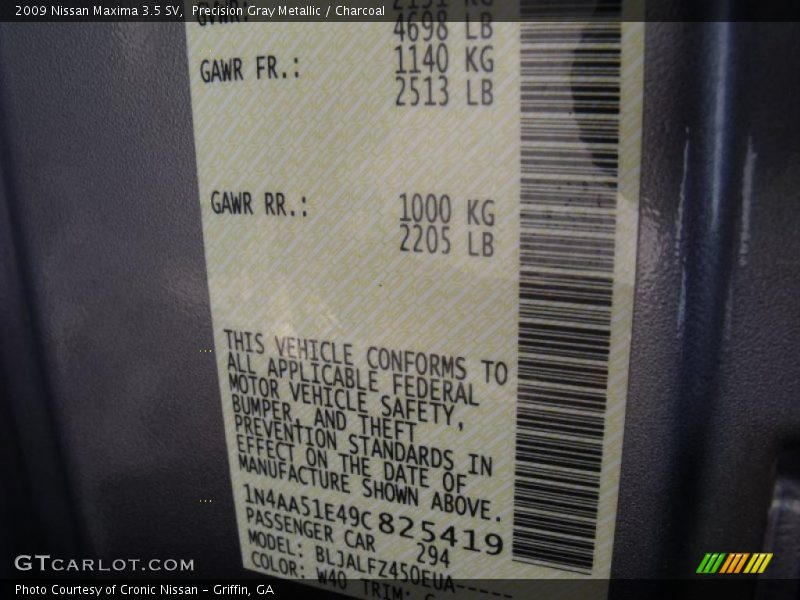 2009 Nissan Maxima 3.5 SV, Precision Gray Metallic / Charcoal
GVWR: 2131 KG
4698 LB
GAWR FR.: 1140 KG
2513 LB
GAWR RR.: 1000 KG
2205 LB
THIS VEHICLE CONFORMS TO
ALL APPLICABLE FEDERAL
MOTOR VEHICLE SAFETY,
BUMPER, AND THEFT
PREVENTION STANDARDS IN
EFFECT ON THE DATE OF
MANUFACTURE SHOWN ABOVE.
1N4AA51E49C825419
PASSENGER CAR 294
MODEL: BLJALFZ450EUA-----
COLOR: W40 TRIM:
GTCARLOT.COM
Photo Courtesy of Cronic Nissan – Griffin, GA